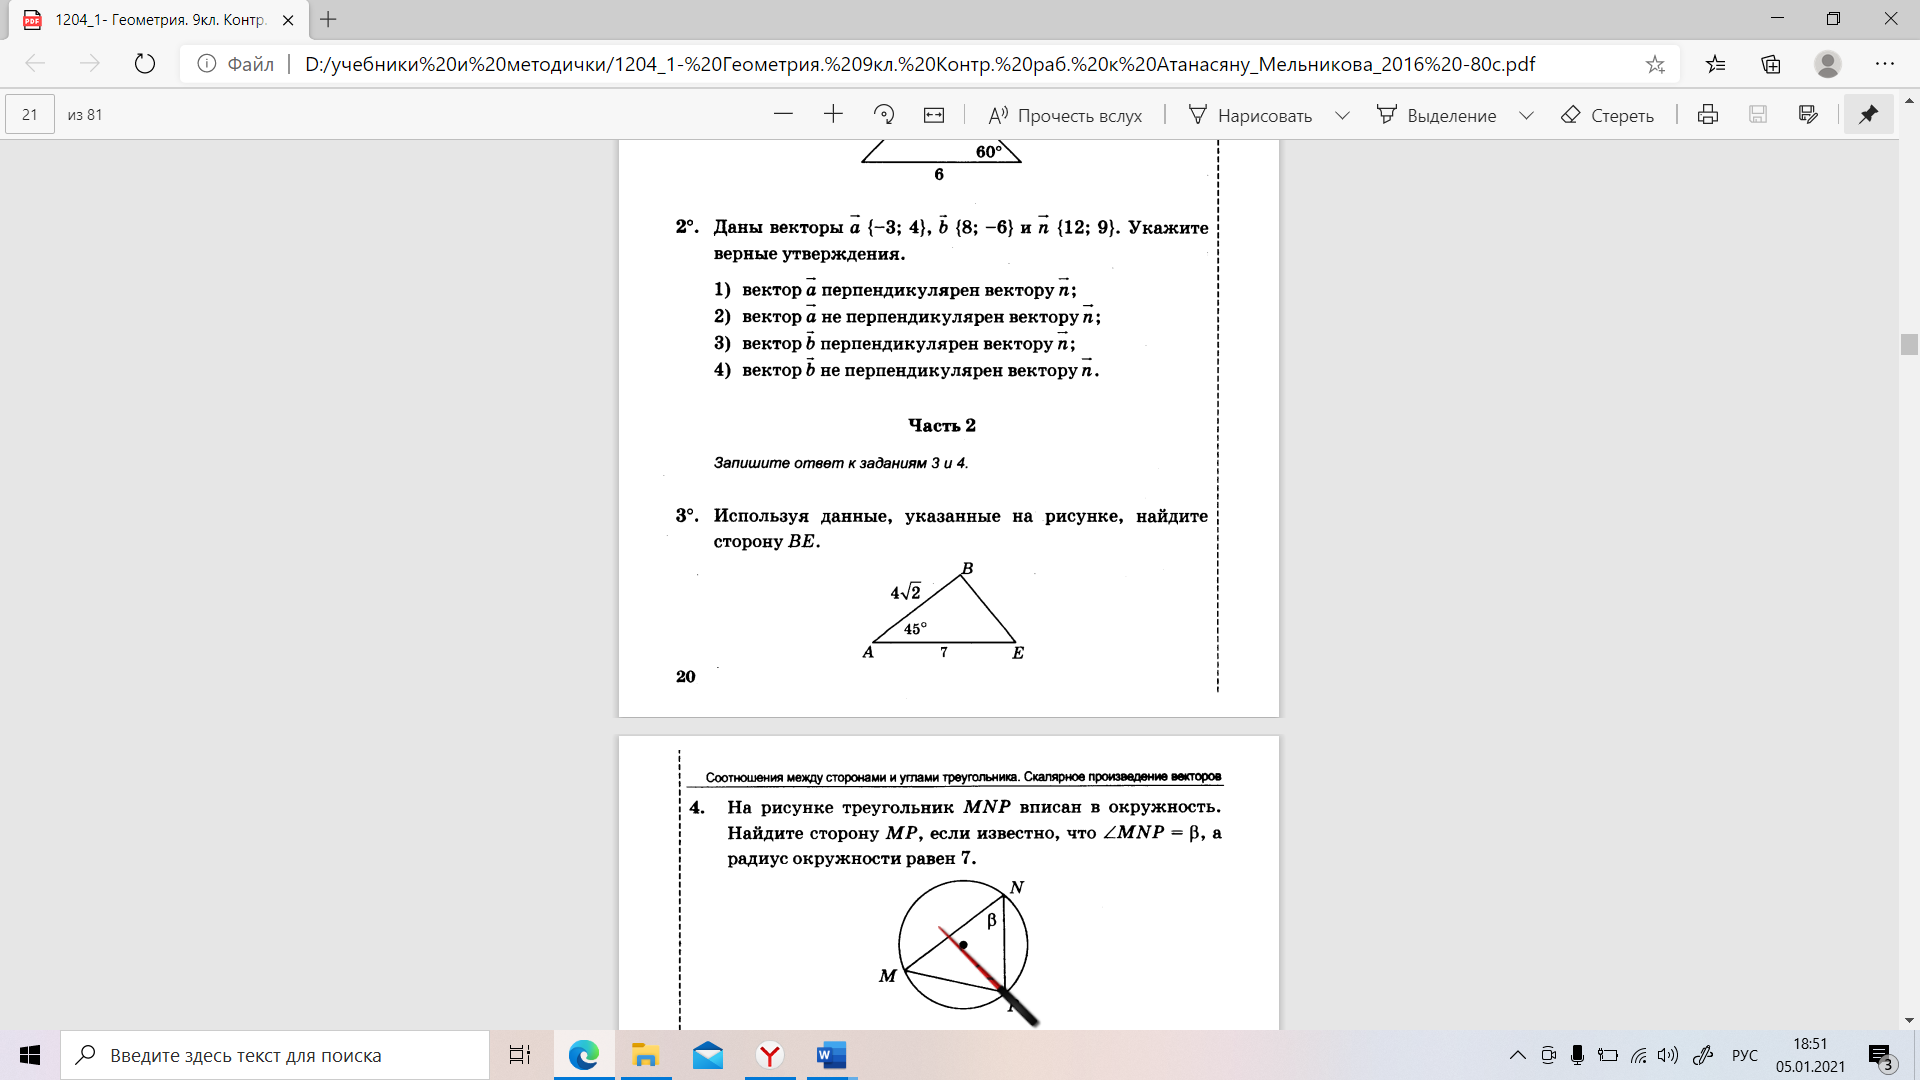 1204_1- Геометрия. 9кл. Контр.
Файл
D:/учебники%20и%20методички/1204_1-%20Геометрия.%209кл.%20Контр.%20раб.%20к%20Атанасяну_Мельникова_2016%20-80с.pdf
21 из 81
Прочесть вслух
Нарисовать
Выделение
Стереть
60°
6
2°. Даны векторы a {−3; 4}, b {8; −6} и n {12; 9}. Укажите
верные утверждения.
1) вектор a перпендикулярен вектору n;
2) вектор a не перпендикулярен вектору n;
3) вектор b перпендикулярен вектору n;
4) вектор b не перпендикулярен вектору n.
Часть 2
Запишите ответ к заданиям 3 и 4.
3°. Используя данные, указанные на рисунке, найдите
сторону BE.
B
4√2
45°
A 7 E
20
Соотношения между сторонами и углами треугольника. Скалярное произведение векторов
4. На рисунке треугольник MNP вписан в окружность.
Найдите сторону MP, если известно, что ∠MNP = β, а
радиус окружности равен 7.
N
β
M
Введите здесь текст для поиска
РУС
18:51
05.01.2021
3